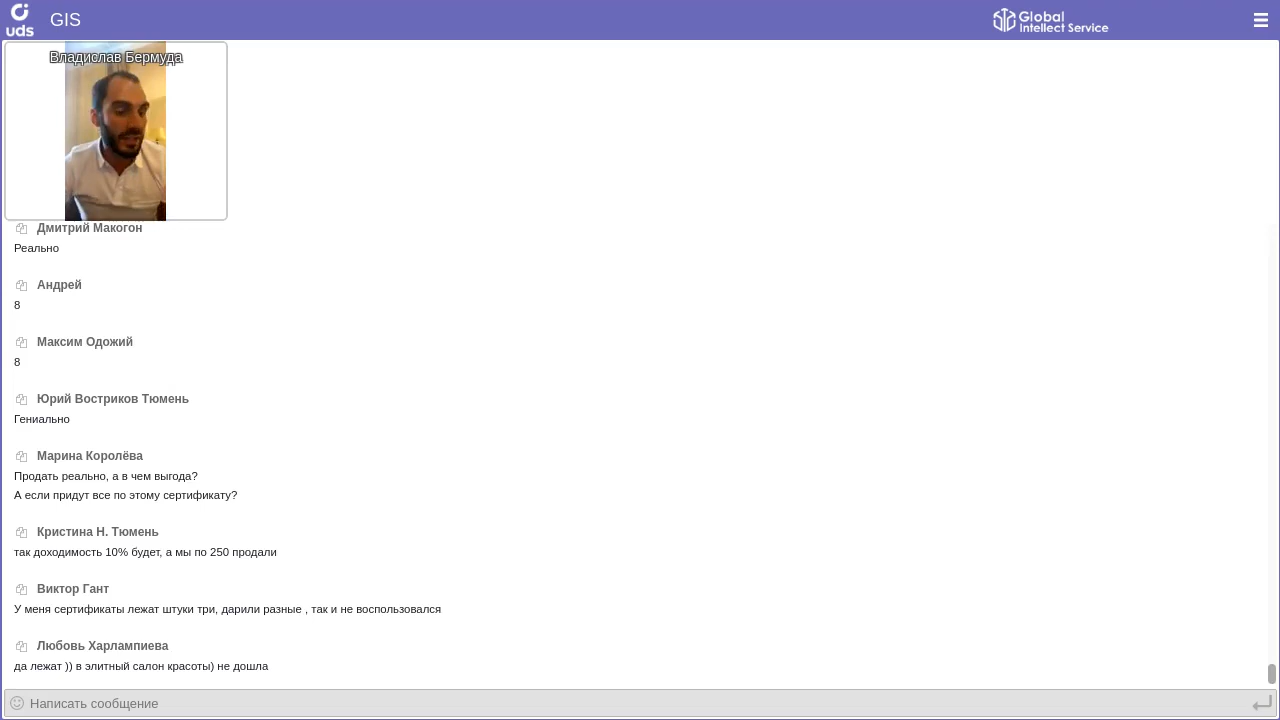 uds
GIS
Global
Intellect Service
Владислав Бермуда
Дмитрий Макогон
Реально
Андрей
8
Максим Одожий
8
Юрий Востриков Тюмень
Гениально
Марина Королёва
Продать реально, а в чем выгода?
А если придут все по этому сертификату?
Кристина Н. Тюмень
так доходимость 10% будет, а мы по 250 продали
Виктор Гант
У меня сертификаты лежат штуки три, дарили разные , так и не воспользовался
Любовь Харлампиева
да лежат )) в элитный салон красоты) не дошла
Написать сообщение